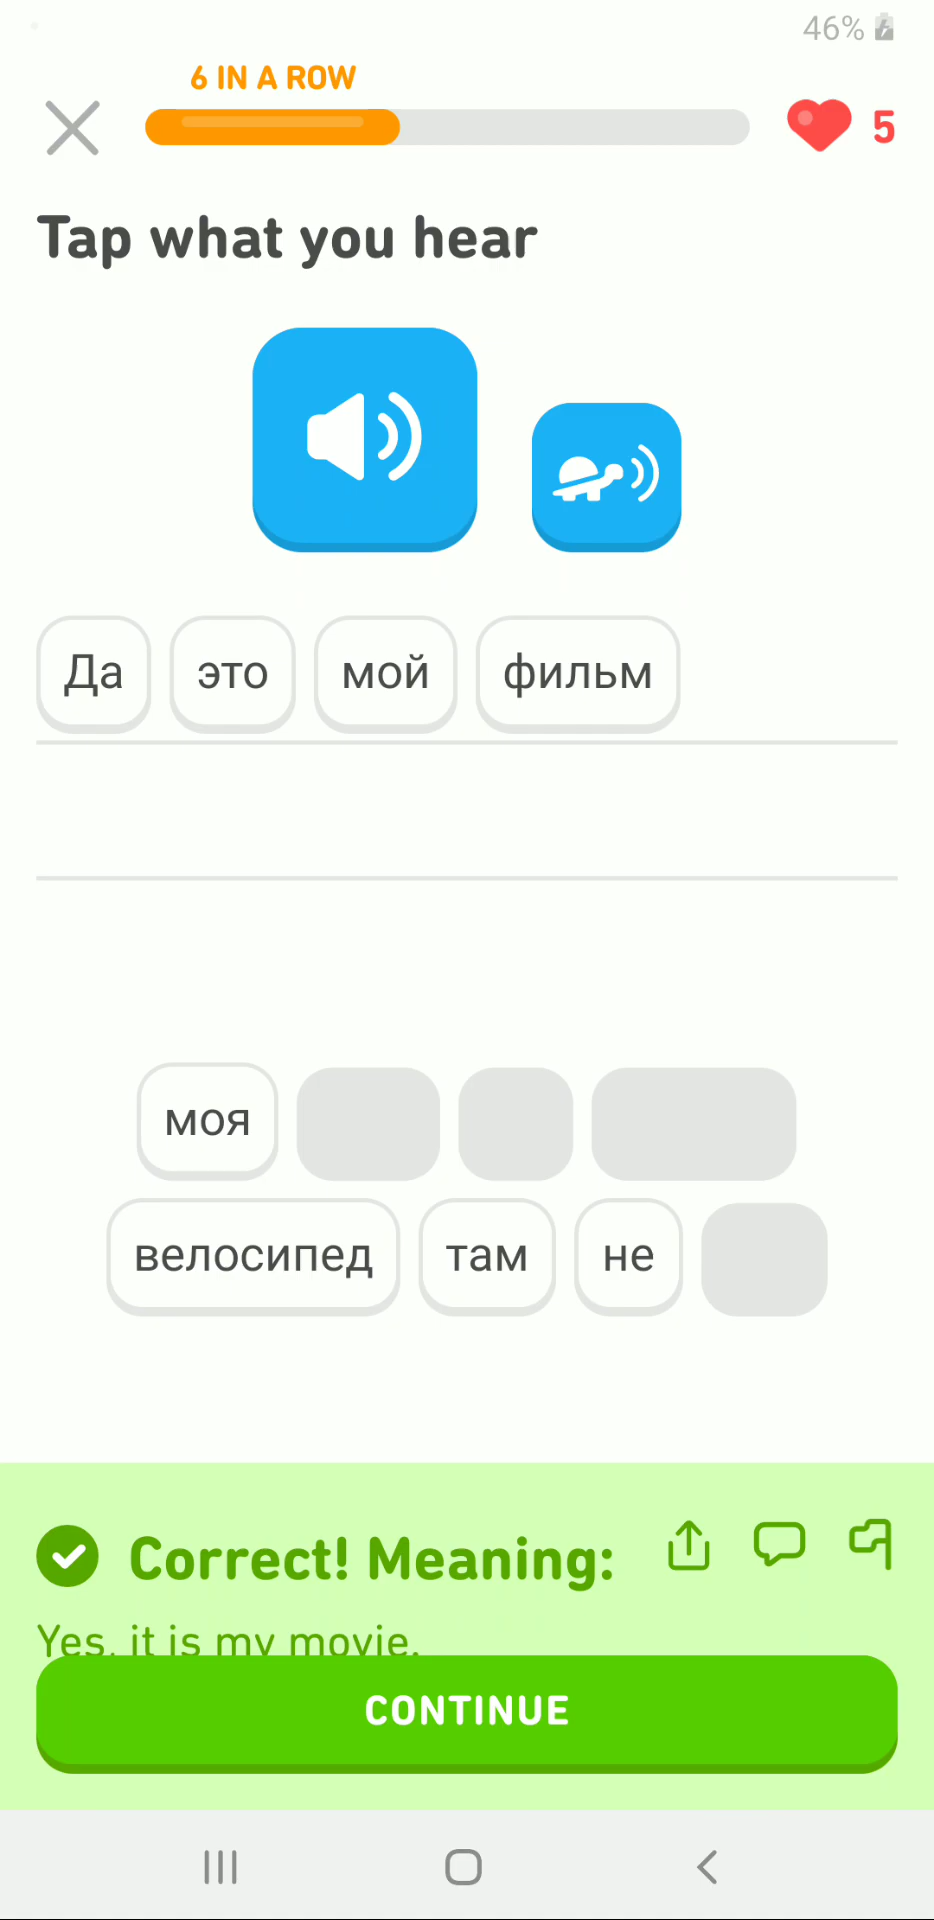 46%
6 IN A ROW
5
Tap what you hear
Да это мой фильм
моя
велосипед там не
Correct! Meaning:
Yes, it is my movie.
CONTINUE